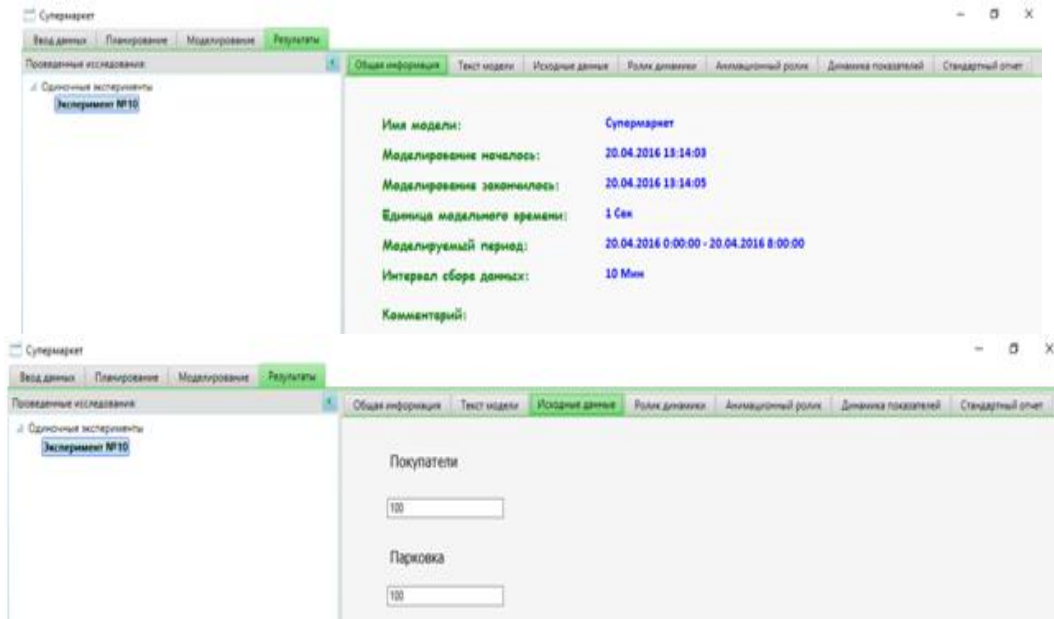 Супермаркет
Ввод данных Планирование Моделирование Результаты
Проведенные исследования: Общая информация Текст модели Исходные данные Ролик динамики Анимационный ролик Динамика показателей Стандартный отчет
Одиночные эксперименты
Эксперимент №10
Имя модели: Супермаркет
Моделирование началось: 20.04.2016 13:14:03
Моделирование закончилось: 20.04.2016 13:14:05
Единица модельного времени: 1 Сек
Моделируемый период: 20.04.2016 0:00:00 - 20.04.2016 8:00:00
Интервал сбора данных: 10 Мин
Комментарий:
Супермаркет
Ввод данных Планирование Моделирование Результаты
Проведенные исследования: Общая информация Текст модели Исходные данные Ролик динамики Анимационный ролик Динамика показателей Стандартный отчет
Одиночные эксперименты
Эксперимент №10
Покупатели
100
Парковка
100